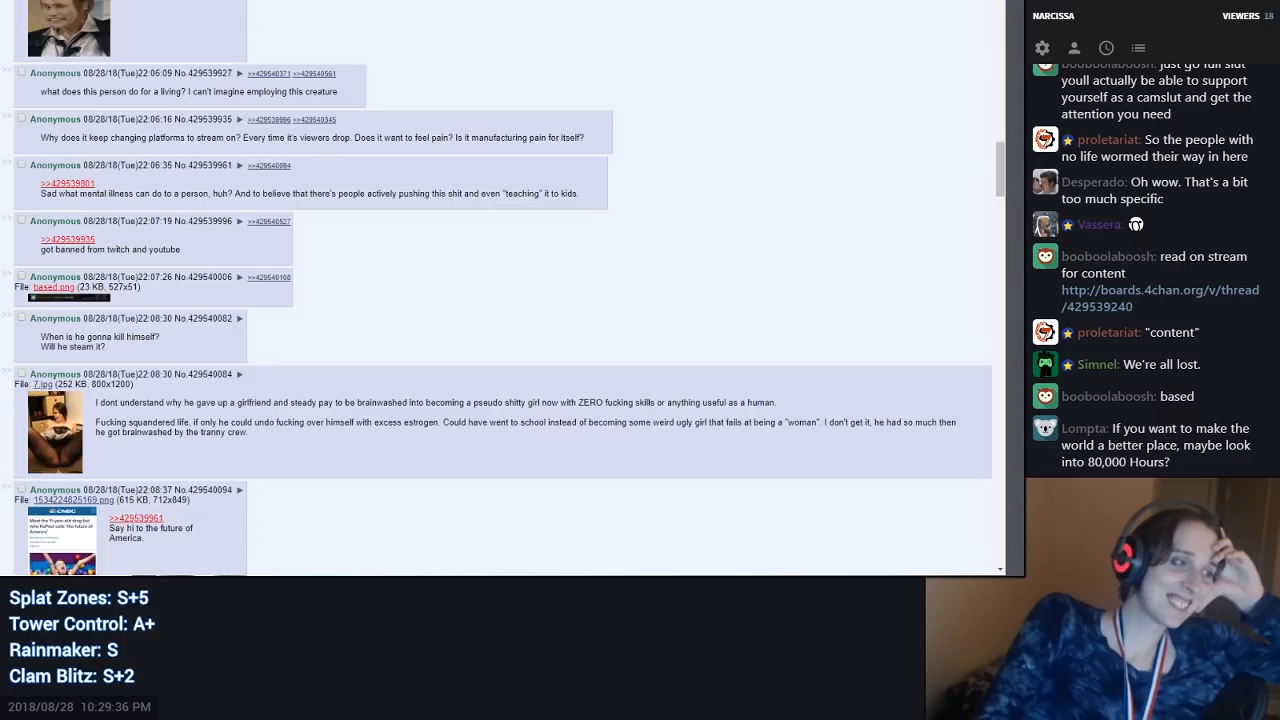 Anonymous 08/28/18(Tue)22:06:09 No.429539927 ▶ >>429540371 >>429540561
what does this person do for a living? I can't imagine employing this creature
Anonymous 08/28/18(Tue)22:06:16 No.429539935 ▶ >>429539996 >>429540345
Why does it keep changing platforms to stream on? Every time it's viewers drop. Does it want to feel pain? Is it manufacturing pain for itself?
Anonymous 08/28/18(Tue)22:06:35 No.429539961 ▶ >>429540094
>>429539801
Sad what mental illness can do to a person, huh? And to believe that there's people actively pushing this shit and even "teaching" it to kids.
Anonymous 08/28/18(Tue)22:07:19 No.429539996 ▶ >>429540527
>>429539935
got banned from twitch and youtube
Anonymous 08/28/18(Tue)22:07:26 No.429540006 ▶ >>429540108
File: based.png (23 KB, 527x51)
Anonymous 08/28/18(Tue)22:08:30 No.429540082 ▶
When is he gonna kill himself?
Will he steam it?
Anonymous 08/28/18(Tue)22:08:30 No.429540084 ▶
File: 7.jpg (252 KB, 800x1200)
I dont understand why he gave up a girlfriend and steady pay to be brainwashed into becoming a pseudo shitty girl now with ZERO fucking skills or anything useful as a human.
Fucking squandered life, if only he could undo fucking over himself with excess estrogen. Could have went to school instead of becoming some weird ugly girl that fails at being a "woman". I don't get it, he had so much then
he got brainwashed by the tranny crew.
Anonymous 08/28/18(Tue)22:08:37 No.429540094 ▶
File: 1534224825169.png (615 KB, 712x849)
>>429539961
Say hi to the future of
America.
CNBC
NARCISSA
VIEWERS 18
booboolaboosh: just go full slut
youll actually be able to support
yourself as a camslut and get the
attention you need
proletariat: So the people with
no life wormed their way in here
Desperado: Oh wow. That's a bit
too much specific
Vassera:
booboolaboosh: read on stream
for content
http://boards.4chan.org/v/thread
/429539240
proletariat: "content"
Simnel: We're all lost.
booboolaboosh: based
Lompta: If you want to make the
world a better place, maybe look
into 80,000 Hours?
Splat Zones: S+5
Tower Control: A+
Rainmaker: S
Clam Blitz: S+2
2018/08/28 10:29:36 PM